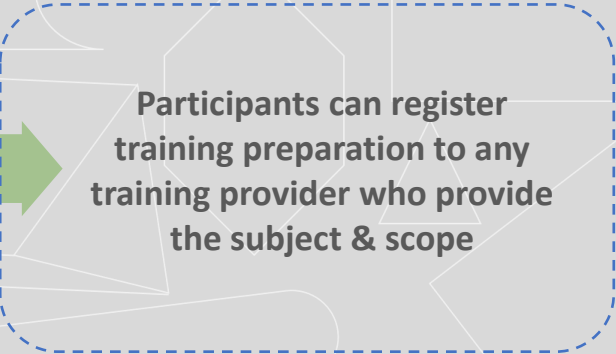 Participants can register
training preparation to any
training provider who provide
the subject & scope